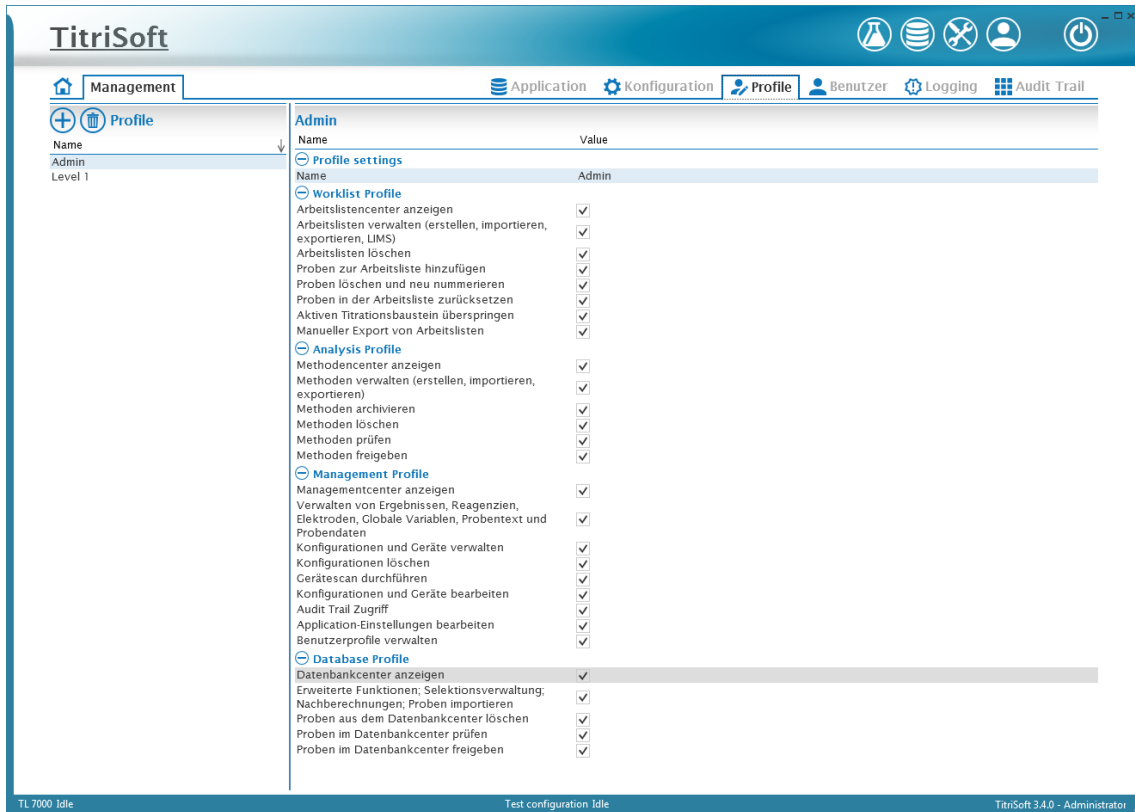 TitriSoft
Management
Application
Konfiguration
Profile
Benutzer
Logging
Audit Trail
Profile
Name
Admin
Level 1
Admin
Name Value
Profile settings
Name Admin
Worklist Profile
Arbeitslistencenter anzeigen
Arbeitslisten verwalten (erstellen, importieren,
exportieren, LIMS)
Arbeitslisten löschen
Proben zur Arbeitsliste hinzufügen
Proben löschen und neu nummerieren
Proben in der Arbeitsliste zurücksetzen
Aktiven Titrationsbaustein überspringen
Manueller Export von Arbeitslisten
Analysis Profile
Methodencenter anzeigen
Methoden verwalten (erstellen, importieren,
exportieren)
Methoden archivieren
Methoden löschen
Methoden prüfen
Methoden freigeben
Management Profile
Managementcenter anzeigen
Verwalten von Ergebnissen, Reagenzien,
Elektroden, Globale Variablen, Probentext und
Probendaten
Konfigurationen und Geräte verwalten
Konfigurationen löschen
Gerätescan durchführen
Konfigurationen und Geräte bearbeiten
Audit Trail Zugriff
Application-Einstellungen bearbeiten
Benutzerprofile verwalten
Database Profile
Datenbankcenter anzeigen
Erweiterte Funktionen; Selektionsverwaltung;
Nachberechnungen; Proben importieren
Proben aus dem Datenbankcenter löschen
Proben im Datenbankcenter prüfen
Proben im Datenbankcenter freigeben
TL 7000 Idle
Test configuration Idle
TitriSoft 3.4.0 - Administrator